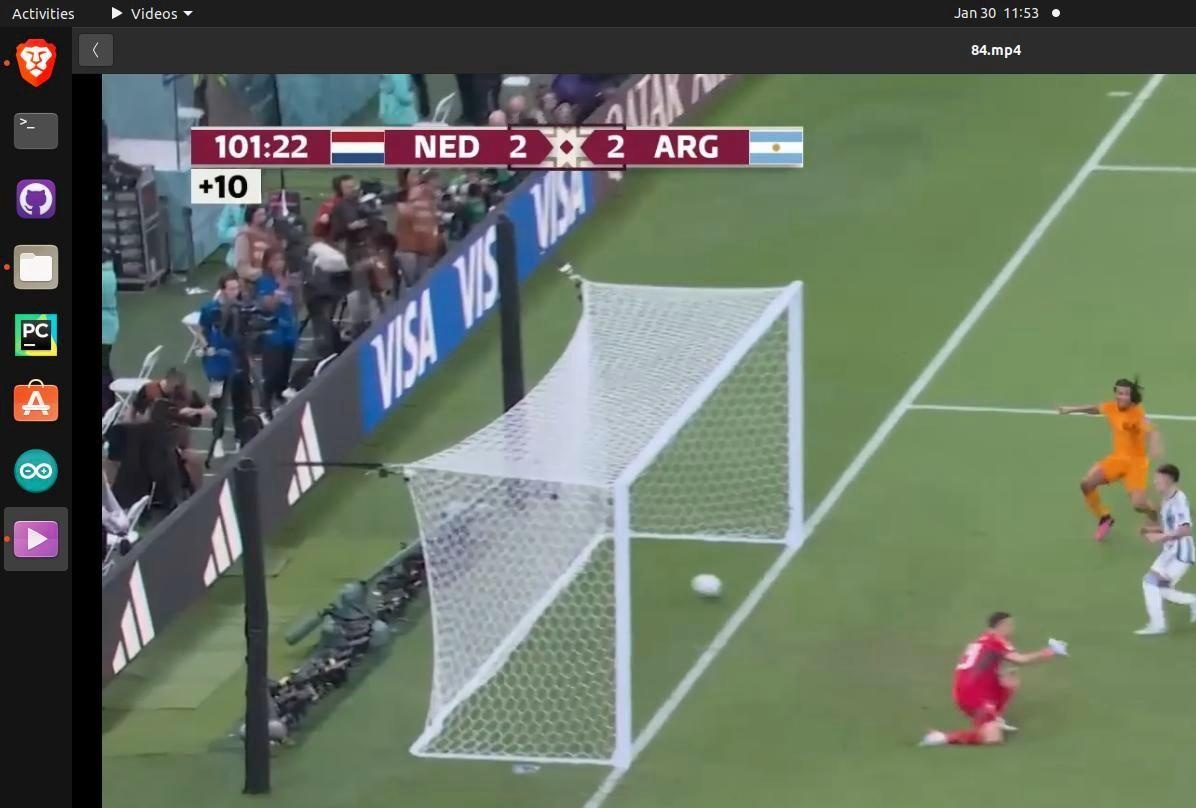 Activities Videos Jan 30 11:53
84.mp4
>_
PC
QATAR
101:22 NED 2 2 ARG
+10
VISA
VISA
VISA